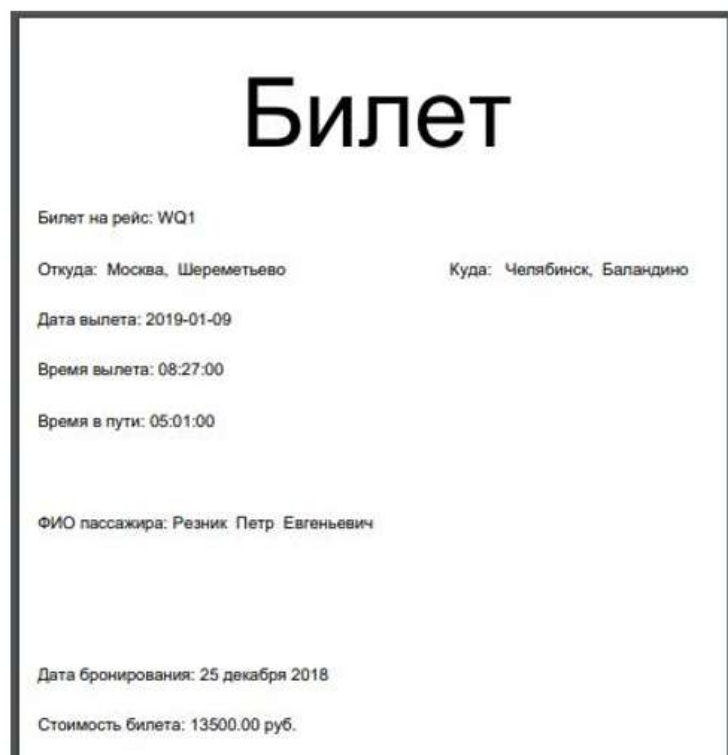 Билет
Билет на рейс: WQ1
Откуда: Москва, Шереметьево Куда: Челябинск, Баландино
Дата вылета: 2019-01-09
Время вылета: 08:27:00
Время в пути: 05:01:00
ФИО пассажира: Резник Петр Евгеньевич
Дата бронирования: 25 декабря 2018
Стоимость билета: 13500.00 руб.